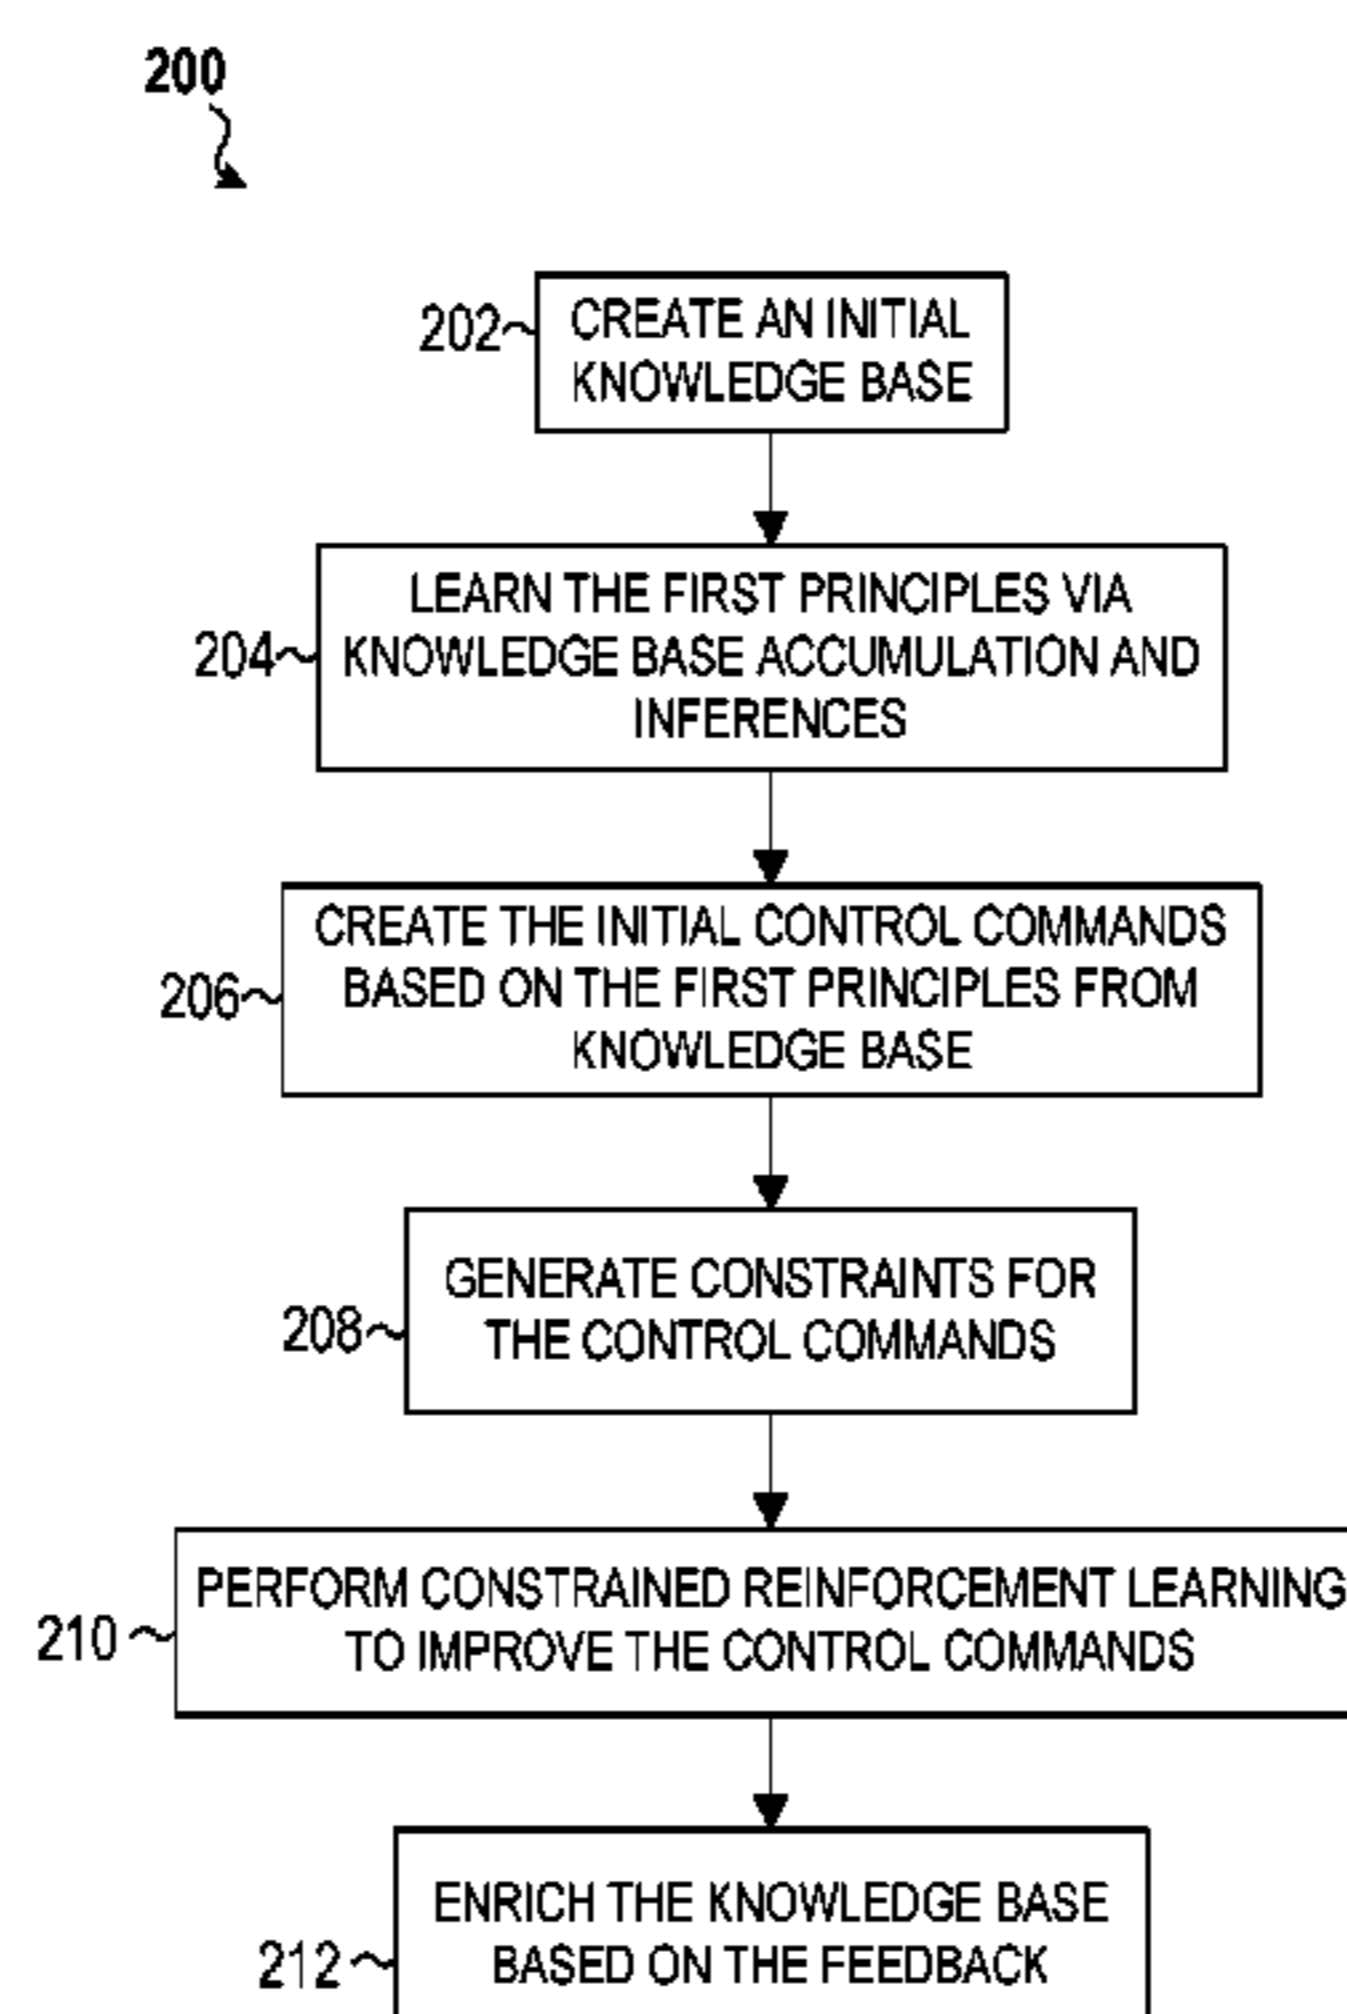 200
202
CREATE AN INITIAL
KNOWLEDGE BASE
204
LEARN THE FIRST PRINCIPLES VIA
KNOWLEDGE BASE ACCUMULATION AND
INFERENCES
206
CREATE THE INITIAL CONTROL COMMANDS
BASED ON THE FIRST PRINCIPLES FROM
KNOWLEDGE BASE
208
GENERATE CONSTRAINTS FOR
THE CONTROL COMMANDS
210
PERFORM CONSTRAINED REINFORCEMENT LEARNING
TO IMPROVE THE CONTROL COMMANDS
212
ENRICH THE KNOWLEDGE BASE
BASED ON THE FEEDBACK